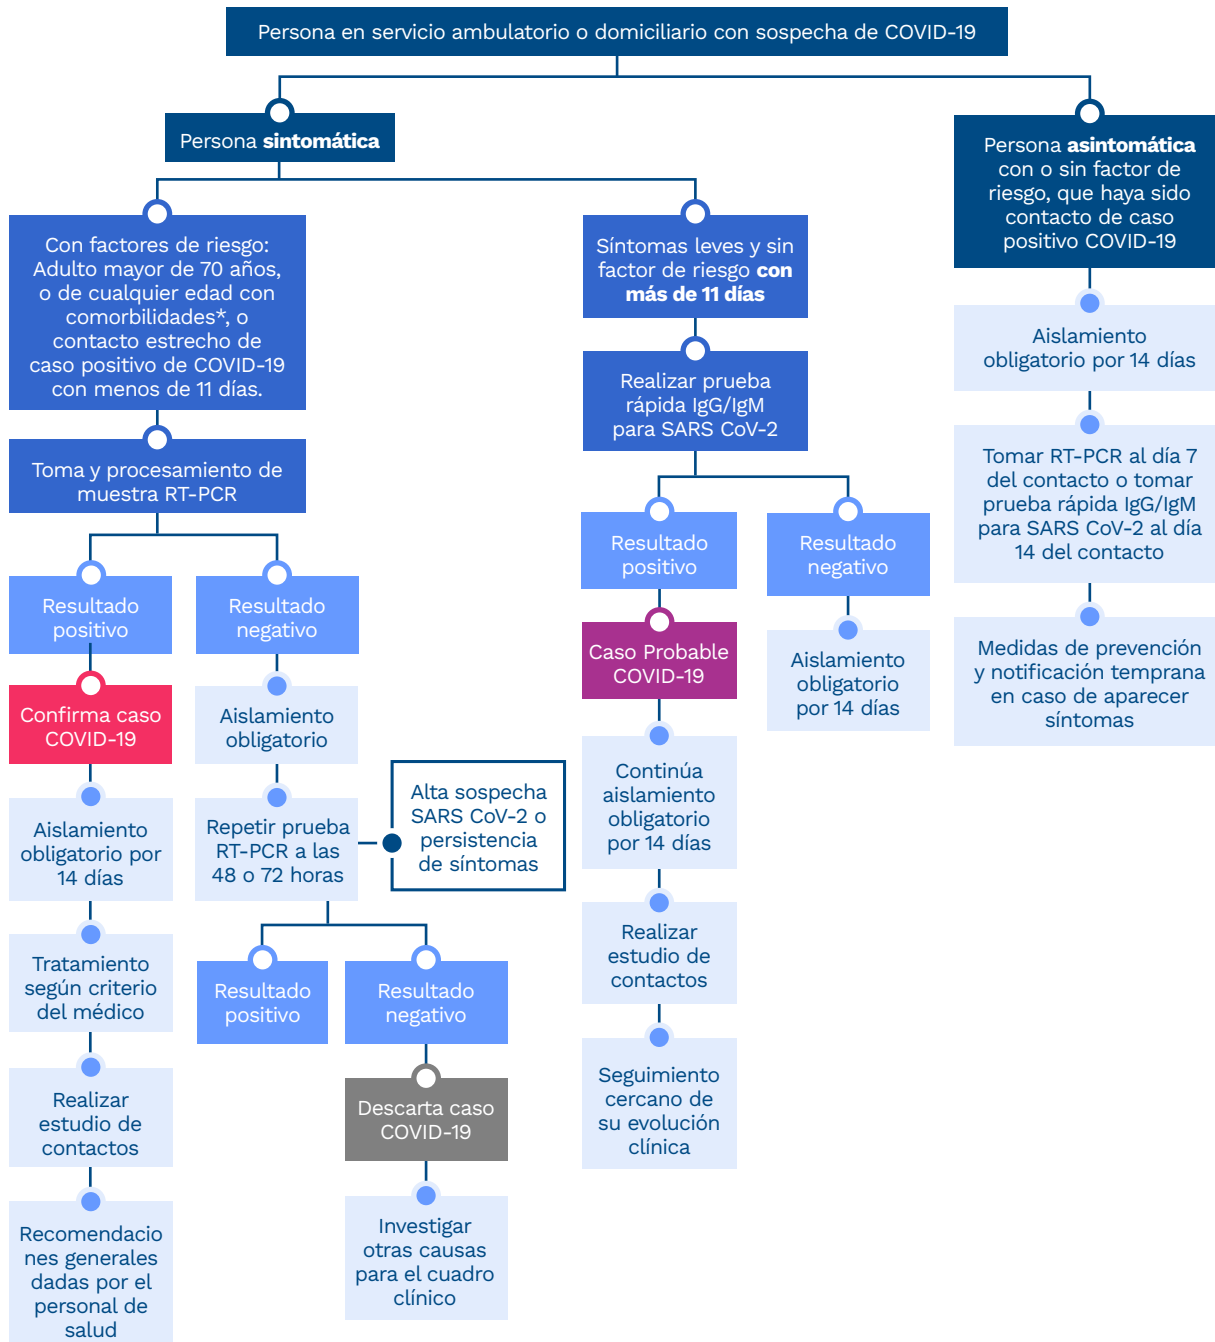 Persona en servicio ambulatorio o domiciliario con sospecha de COVID-19
Persona sintomática
Con factores de riesgo:
Adulto mayor de 70 años,
o de cualquier edad con
comorbilidades*, o
contacto estrecho de
caso positivo de COVID-19
con menos de 11 días.
Toma y procesamiento de
muestra RT-PCR
Resultado
positivo
Confirma caso
COVID-19
Aislamiento
obligatorio por
14 días
Tratamiento
según criterio
del médico
Realizar
estudio de
contactos
Recomendacio
nes generales
dadas por el
personal de
salud
Resultado
negativo
Aislamiento
obligatorio
Repetir prueba
RT-PCR a las
48 o 72 horas
Alta sospecha
SARS CoV-2 o
persistencia
de síntomas
Resultado
positivo
Resultado
negativo
Descarta caso
COVID-19
Investigar
otras causas
para el cuadro
clínico
Síntomas leves y sin
factor de riesgo con
más de 11 días
Realizar prueba
rápida IgG/IgM
para SARS CoV-2
Resultado
positivo
Caso Probable
COVID-19
Continúa
aislamiento
obligatorio
por 14 días
Realizar
estudio de
contactos
Seguimiento
cercano de
su evolución
clínica
Resultado
negativo
Aislamiento
obligatorio
por 14 días
Persona asintomática
con o sin factor de
riesgo, que haya sido
contacto de caso
positivo COVID-19
Aislamiento
obligatorio por 14 días
Tomar RT-PCR al día 7
del contacto o tomar
prueba rápida IgG/IgM
para SARS CoV-2 al día
14 del contacto
Medidas de prevención
y notificación temprana
en caso de aparecer
síntomas